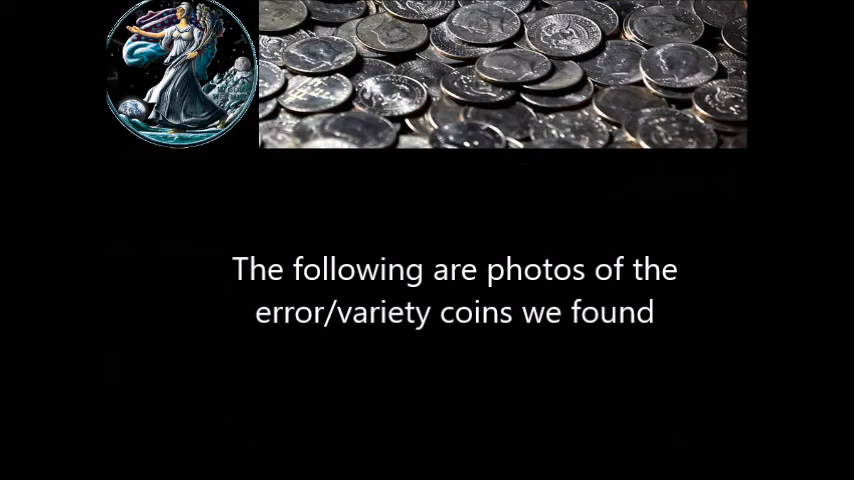 The following are photos of the
error/variety coins we found